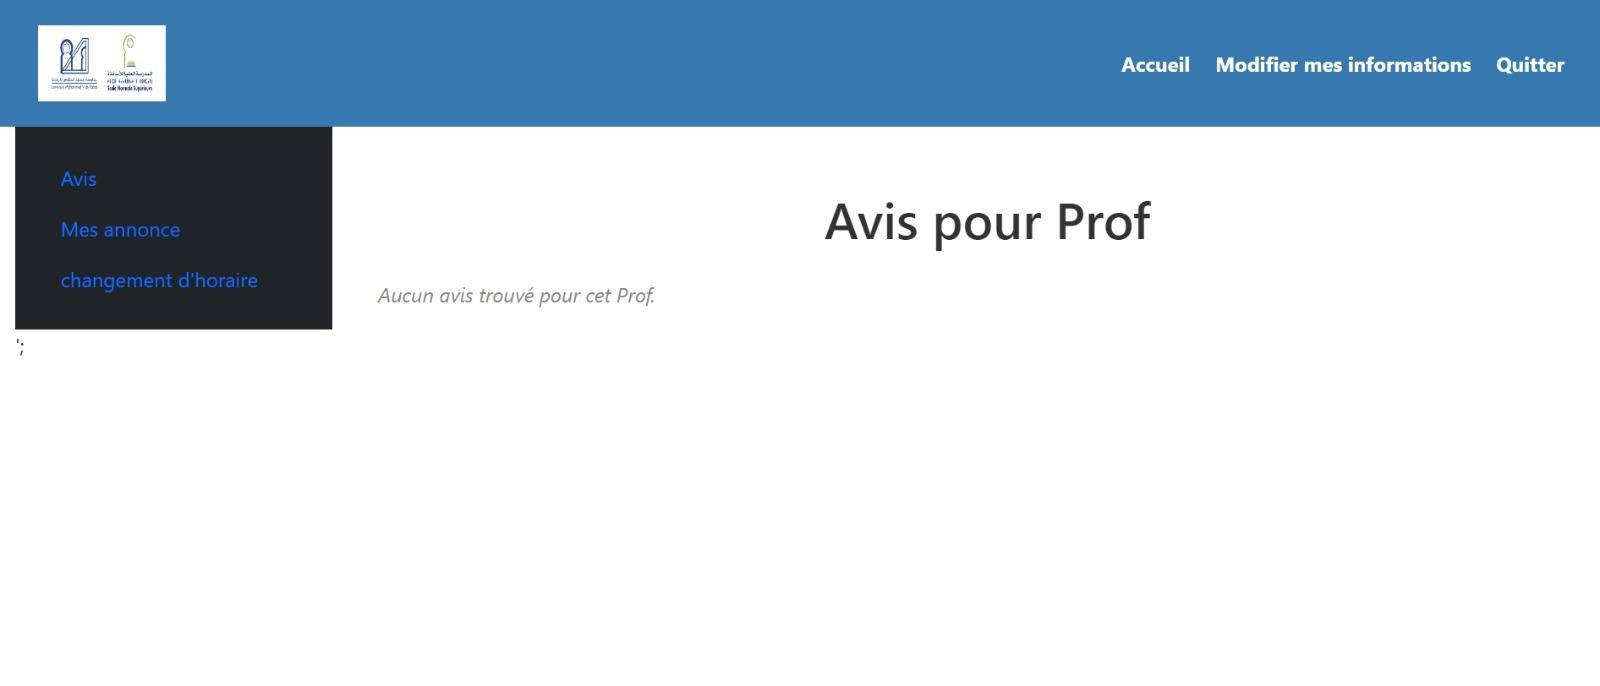 Accueil Modifier mes informations Quitter
Avis
Mes annonce
changement d'horaire
';
Avis pour Prof
Aucun avis trouvé pour cet Prof.